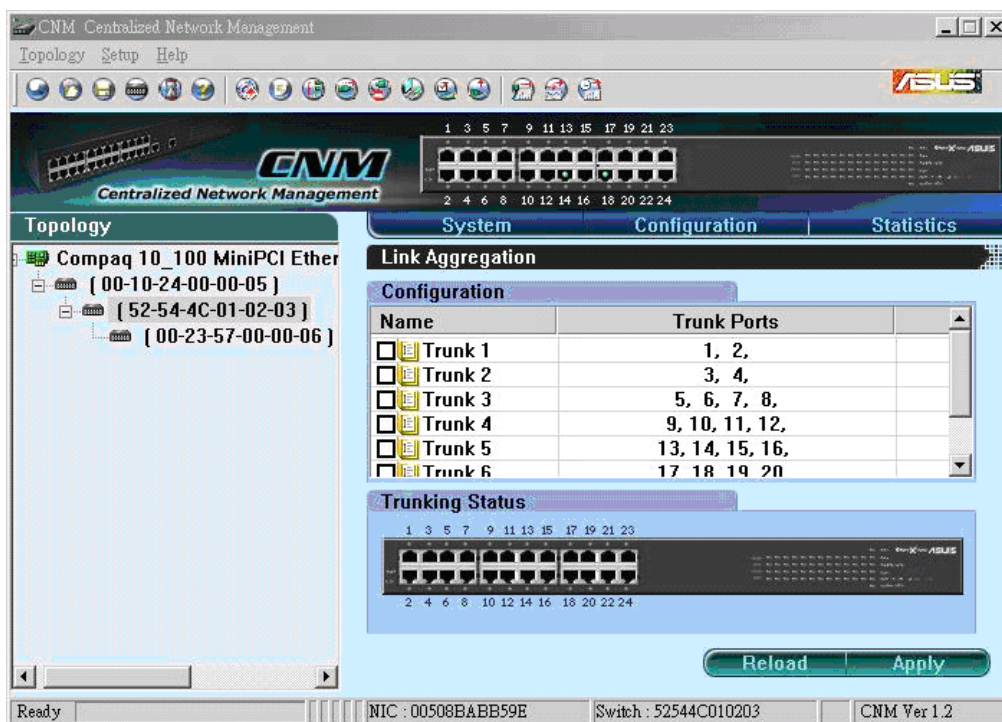 CNM Centralized Network Management
Topology Setup Help
ASUS
1 3 5 7 9 11 13 15 17 19 21 23
CNM
Centralized Network Management
ASUS
2 4 6 8 10 12 14 16 18 20 22 24
Topology
System Configuration Statistics
Compaq 10_100 MiniPCI Ether
( 00-10-24-00-00-05 )
( 52-54-4C-01-02-03 )
( 00-23-57-00-00-06 )
Link Aggregation
Configuration
Name Trunk Ports
Trunk 1 1, 2,
Trunk 2 3, 4,
Trunk 3 5, 6, 7, 8,
Trunk 4 9, 10, 11, 12,
Trunk 5 13, 14, 15, 16,
Trunk 6 17, 18, 19, 20
Trunking Status
1 3 5 7 9 11 13 15 17 19 21 23
ASUS
2 4 6 8 10 12 14 16 18 20 22 24
Reload Apply
Ready NIC : 00508BABB59E Switch : 52544C010203 CNM Ver 1.2